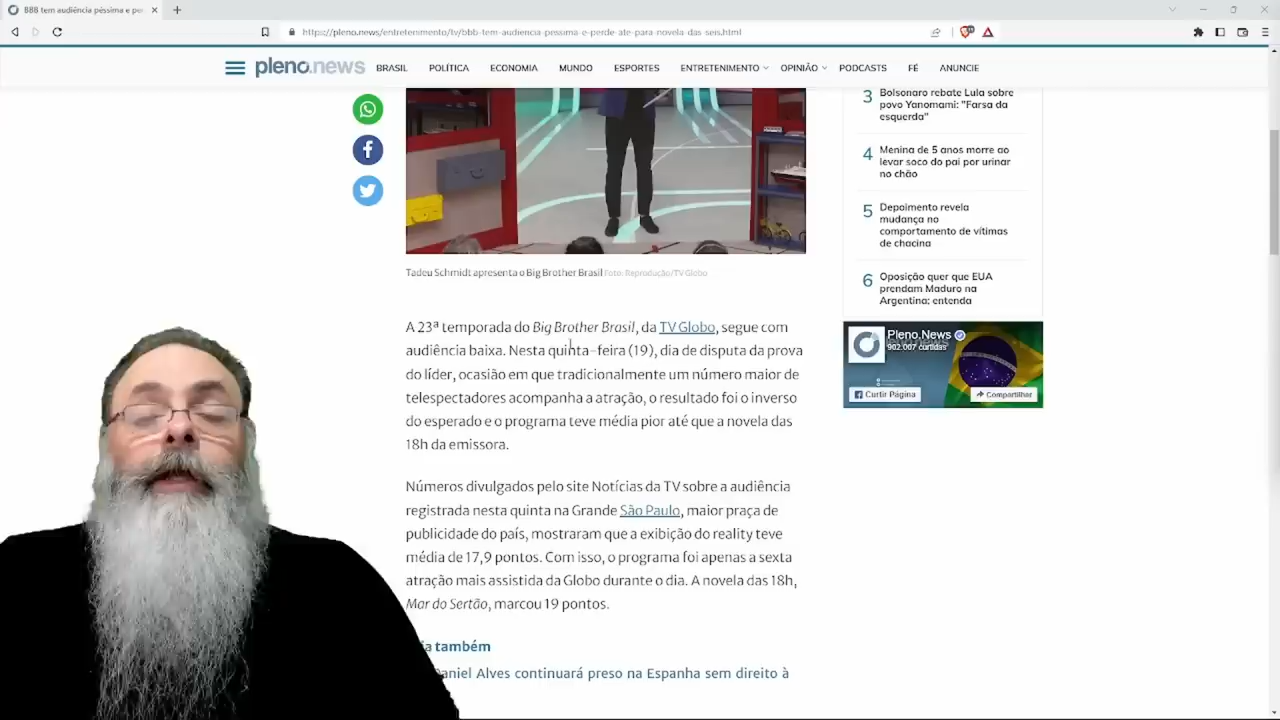 BBB tem audiência péssima e per
https://pleno.news/entretenimento/tv/bbb-tem-audiencia-pessima-e-perde-ate-para-novela-das-seis.html
pleno.news
BRASIL POLÍTICA ECONOMIA MUNDO ESPORTES ENTRETENIMENTO OPINIÃO PODCASTS FÉ ANUNCIE
3 Bolsonaro rebate Lula sobre
povo Yanomami: "Farsa da
esquerda"
4 Menina de 5 anos morre ao
levar soco do pai por urinar
no chão
5 Depoimento revela
mudança no
comportamento de vítimas
de chacina
6 Oposição quer que EUA
prendam Maduro na
Argentina; entenda
Tadeu Schmidt apresenta o Big Brother Brasil Foto: Reprodução/TV Globo
A 23ª temporada do Big Brother Brasil, da TV Globo, segue com
audiência baixa. Nesta quinta-feira (19), dia de disputa da prova
do líder, ocasião em que tradicionalmente um número maior de
telespectadores acompanha a atração, o resultado foi o inverso
do esperado e o programa teve média pior até que a novela das
18h da emissora.
Pleno.News
902.007 curtidas
Curtir Página
Compartilhar
Números divulgados pelo site Notícias da TV sobre a audiência
registrada nesta quinta na Grande São Paulo, maior praça de
publicidade do país, mostraram que a exibição do reality teve
média de 17,9 pontos. Com isso, o programa foi apenas a sexta
atração mais assistida da Globo durante o dia. A novela das 18h,
Mar do Sertão, marcou 19 pontos.
também
Daniel Alves continuará preso na Espanha sem direito à